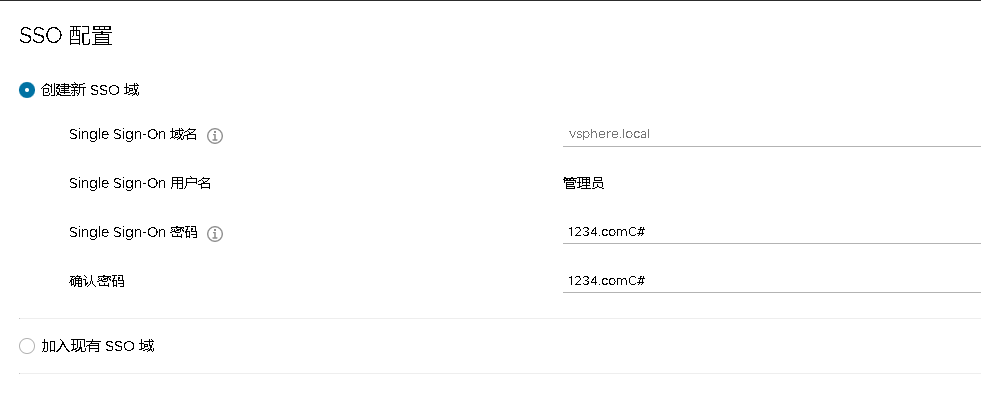 SSO 配置
创建新 SSO 域
Single Sign-On 域名
vsphere.local
Single Sign-On 用户名
管理员
Single Sign-On 密码
1234.comC#
确认密码
1234.comC#
加入现有 SSO 域